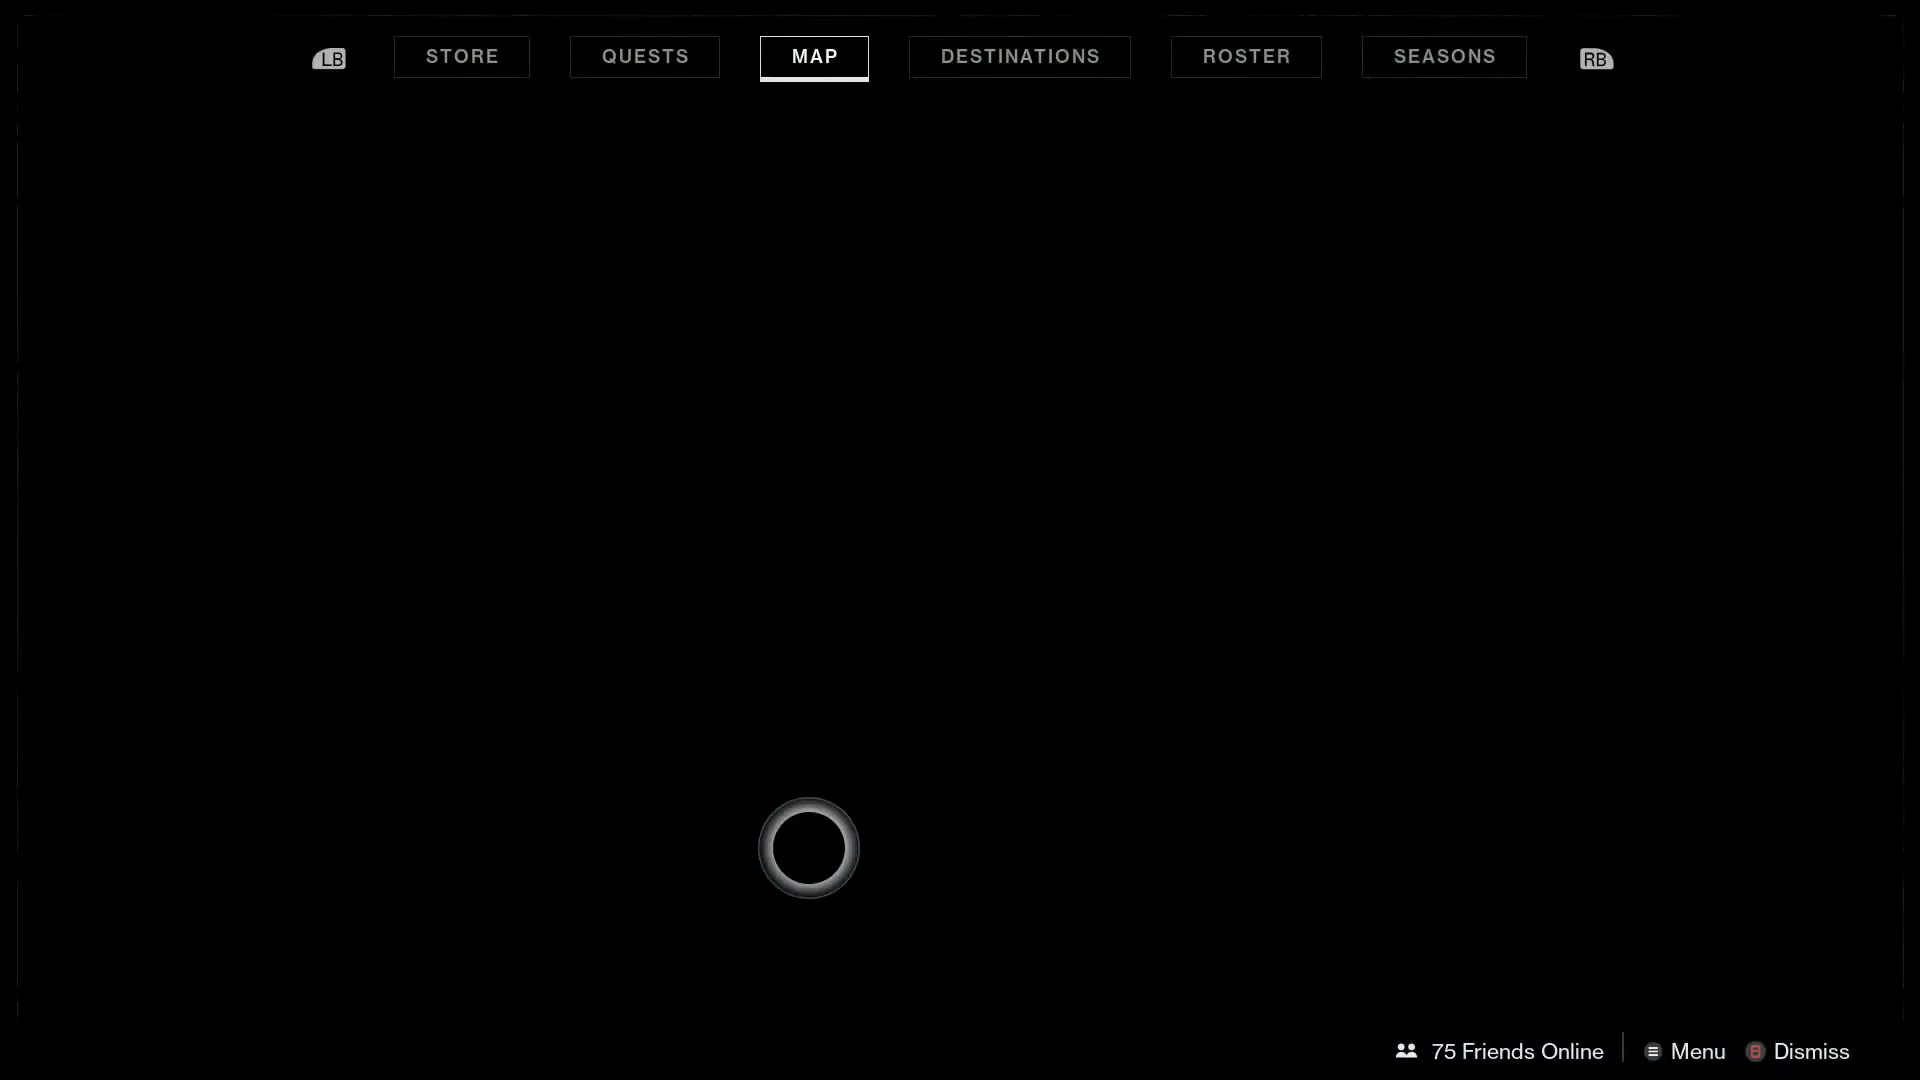 LB STORE QUESTS MAP DESTINATIONS ROSTER SEASONS RB
75 Friends Online Menu B Dismiss